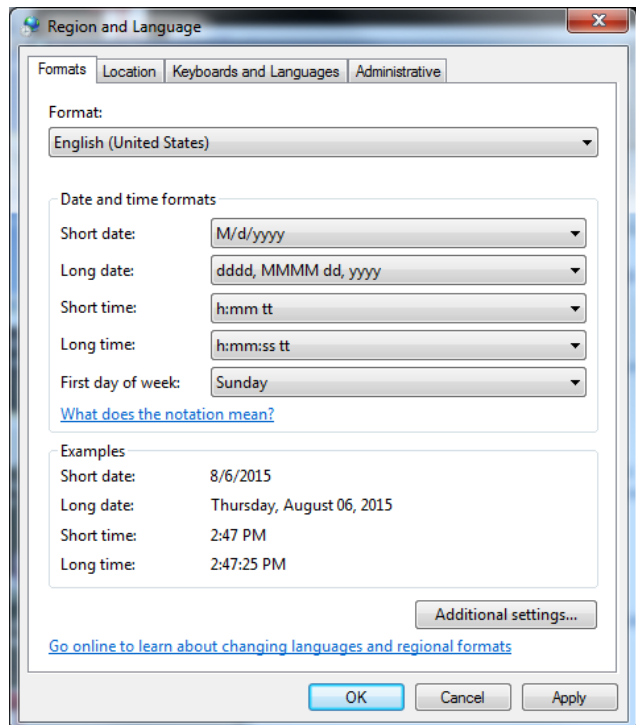 Region and Language
Formats Location Keyboards and Languages Administrative
Format:
English (United States)
Date and time formats
Short date: M/d/yyyy
Long date: dddd, MMMM dd, yyyy
Short time: h:mm tt
Long time: h:mm:ss tt
First day of week: Sunday
What does the notation mean?
Examples
Short date: 8/6/2015
Long date: Thursday, August 06, 2015
Short time: 2:47 PM
Long time: 2:47:25 PM
Additional settings...
Go online to learn about changing languages and regional formats
OK Cancel Apply